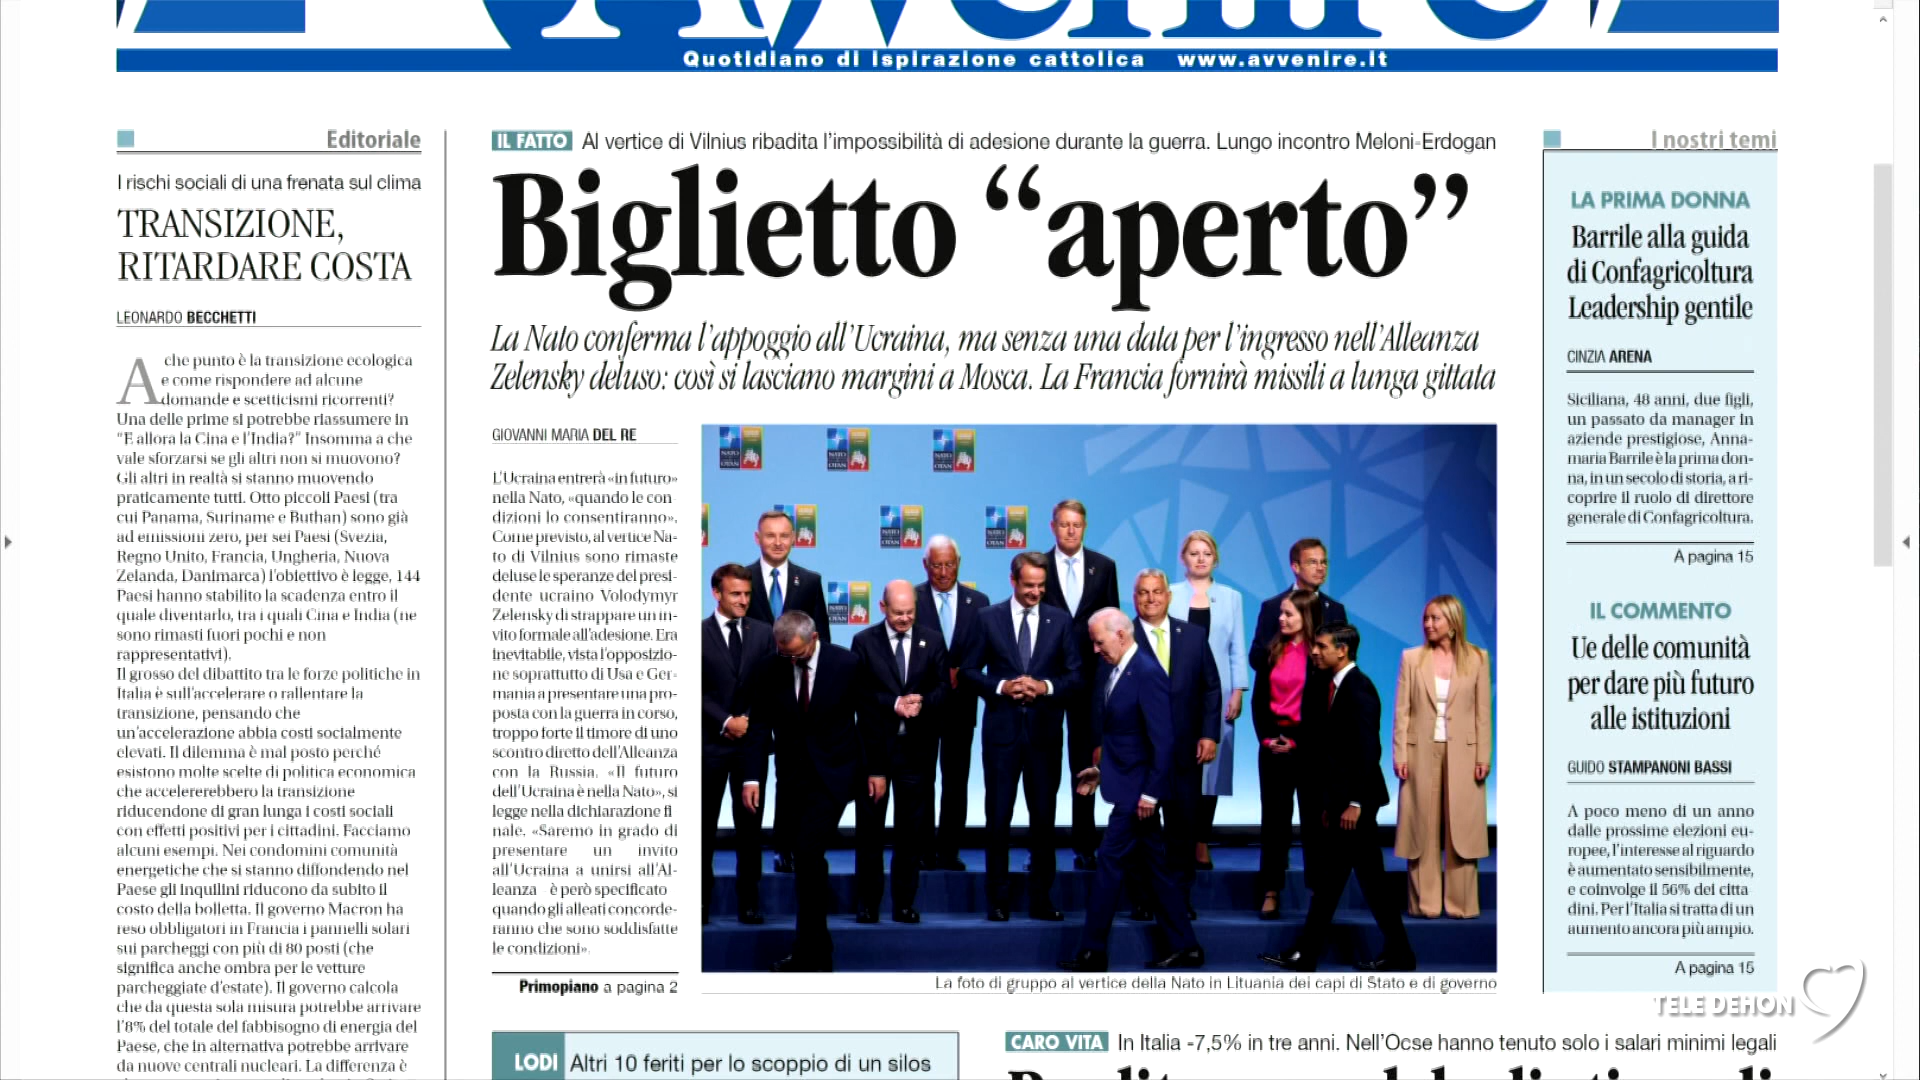 Avvenire
Quotidiano di ispirazione cattolica www.avvenire.it
Editoriale
I rischi sociali di una frenata sul clima
TRANSIZIONE,
RITARDARE COSTA
LEONARDO BECCHETTI
A che punto è la transizione ecologica
e come rispondere ad alcune
domande e scetticismi ricorrenti?
Una delle prime si potrebbe riassumere in
"E allora la Cina e l'India?" Insomma a che
vale sforzarsi se gli altri non si muovono?
Gli altri in realtà si stanno muovendo
praticamente tutti. Otto piccoli Paesi (tra
cui Panama, Suriname e Buthan) sono già
ad emissioni zero, per sei Paesi (Svezia,
Regno Unito, Francia, Ungheria, Nuova
Zelanda, Danimarca) l'obiettivo è legge, 144
Paesi hanno stabilito la scadenza entro il
quale diventarlo, tra i quali Cina e India (ne
sono rimasti fuori pochi e non
rappresentativi).
Il grosso del dibattito tra le forze politiche in
Italia è sull'accelerare o rallentare la
transizione, pensando che
un'accelerazione abbia costi socialmente
elevati. Il dilemma è mal posto perché
esistono molte scelte di politica economica
che accelererebbero la transizione
riducendone di gran lunga i costi sociali
con effetti positivi per i cittadini. Facciamo
alcuni esempi. Nei condomini comunità
energetiche che si stanno diffondendo nel
Paese gli inquilini riducono da subito il
costo della bolletta. Il governo Macron ha
reso obbligatori in Francia i pannelli solari
sui parcheggi con più di 80 posti (che
significa anche ombra per le vetture
parcheggiate d'estate). Il governo calcola
che da questa sola misura potrebbe arrivare
l'8% del totale del fabbisogno di energia del
Paese, che in alternativa potrebbe arrivare
da nuove centrali nucleari. La differenza è
IL FATTO Al vertice di Vilnius ribadita l'impossibilità di adesione durante la guerra. Lungo incontro Meloni-Erdogan
Biglietto "aperto"
La Nato conferma l'appoggio all'Ucraina, ma senza una data per l'ingresso nell'Alleanza
Zelensky deluso: così si lasciano margini a Mosca. La Francia fornirà missili a lunga gittata
GIOVANNI MARIA DEL RE
L'Ucraina entrerà «in futuro»
nella Nato, «quando le con
dizioni lo consentiranno».
Come previsto, al vertice Na-
to di Vilnius sono rimaste
deluse le speranze del presi-
dente ucraino Volodymyr
Zelensky di strappare un in-
vito formale all'adesione. Era
inevitabile, vista l'opposizio-
ne soprattutto di Usa e Ger-
mania a presentare una pro-
posta con la guerra in corso,
troppo forte il timore di uno
scontro diretto dell'Alleanza
con la Russia. «Il futuro
dell'Ucraina è nella Nato», si
legge nella dichiarazione fi
nale. «Saremo in grado di
presentare un invito
all'Ucraina a unirsi all'Al-
leanza è però specificato
quando gli alleati concorde-
ranno che sono soddisfatte
le condizioni».
Primopiano a pagina 2
NATO
OTAN
NATO
OTAN
NATO
OTAN
NATO
OTAN
NATO
OTAN
La foto di gruppo al vertice della Nato in Lituania dei capi di Stato e di governo
I nostri temi
LA PRIMA DONNA
Barrile alla guida
di Confagricoltura
Leadership gentile
CINZIA ARENA
Siciliana, 48 anni, due figli,
un passato da manager in
aziende prestigiose, Anna-
maria Barrile è la prima don-
na, in un secolo di storia, a ri-
coprire il ruolo di direttore
generale di Confagricoltura.
A pagina 15
IL COMMENTO
Ue delle comunità
per dare più futuro
alle istituzioni
GUIDO STAMPANONI BASSI
A poco meno di un anno
dalle prossime elezioni eu-
ropee, l'interesse al riguardo
è aumentato sensibilmente,
e coinvolge il 56% dei citta
dini. Per l'Italia si tratta di un
aumento ancora più ampio.
A pagina 15
TELE DEHON
LODI Altri 10 feriti per lo scoppio di un silos
CARO VITA In Italia -7,5% in tre anni. Nell'Ocse hanno tenuto solo i salari minimi legali